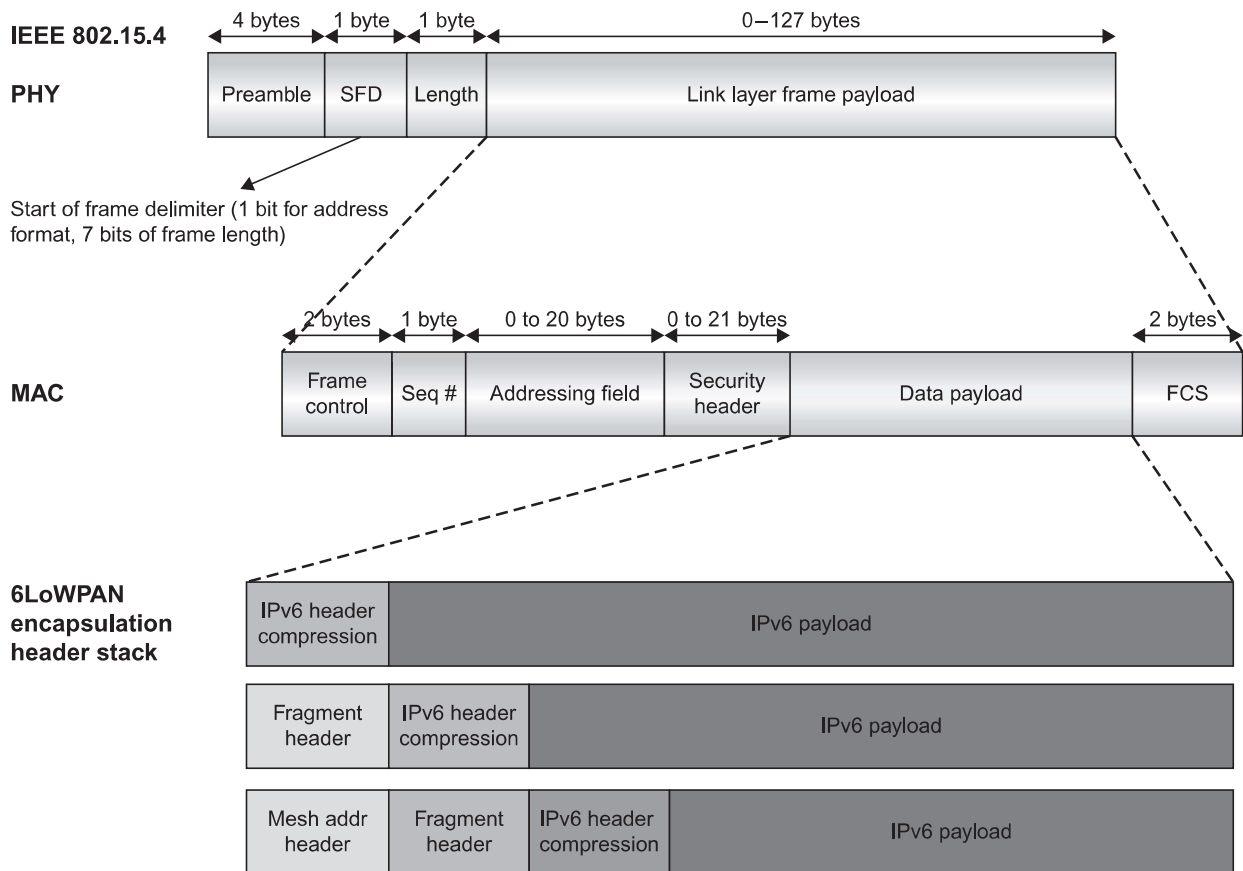 IEEE 802.15.4
4 bytes
1 byte
1 byte
0–127 bytes
PHY
Preamble
SFD
Length
Link layer frame payload
Start of frame delimiter (1 bit for address
format, 7 bits of frame length)
2 bytes
1 byte
0 to 20 bytes
0 to 21 bytes
2 bytes
MAC
Frame
control
Seq #
Addressing field
Security
header
Data payload
FCS
6LoWPAN
encapsulation
header stack
IPv6 header
compression
IPv6 payload
Fragment
header
IPv6 header
compression
IPv6 payload
Mesh addr
header
Fragment
header
IPv6 header
compression
IPv6 payload